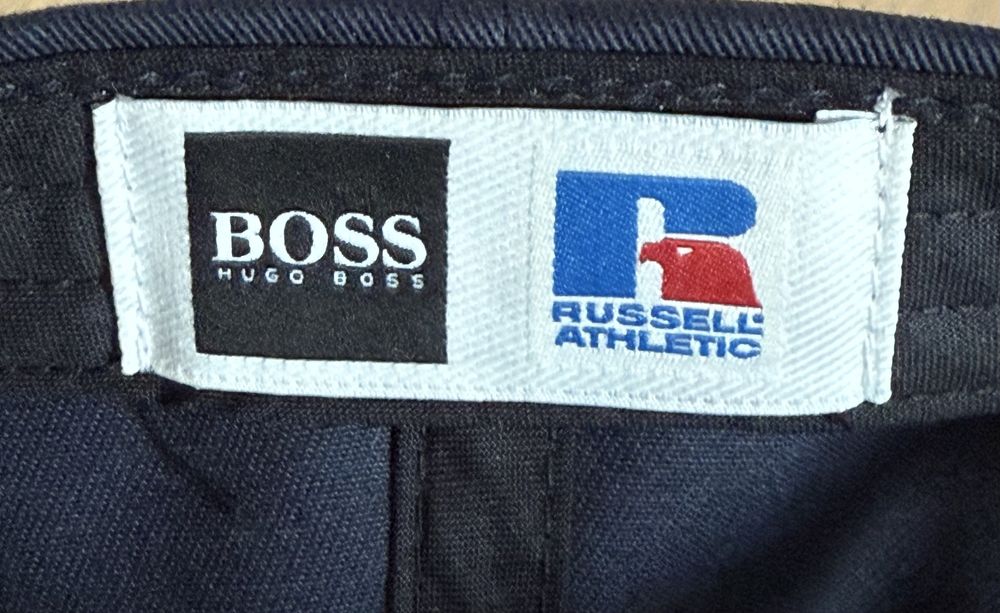 BOSS
HUGO BOSS
R
RUSSELL
ATHLETIC